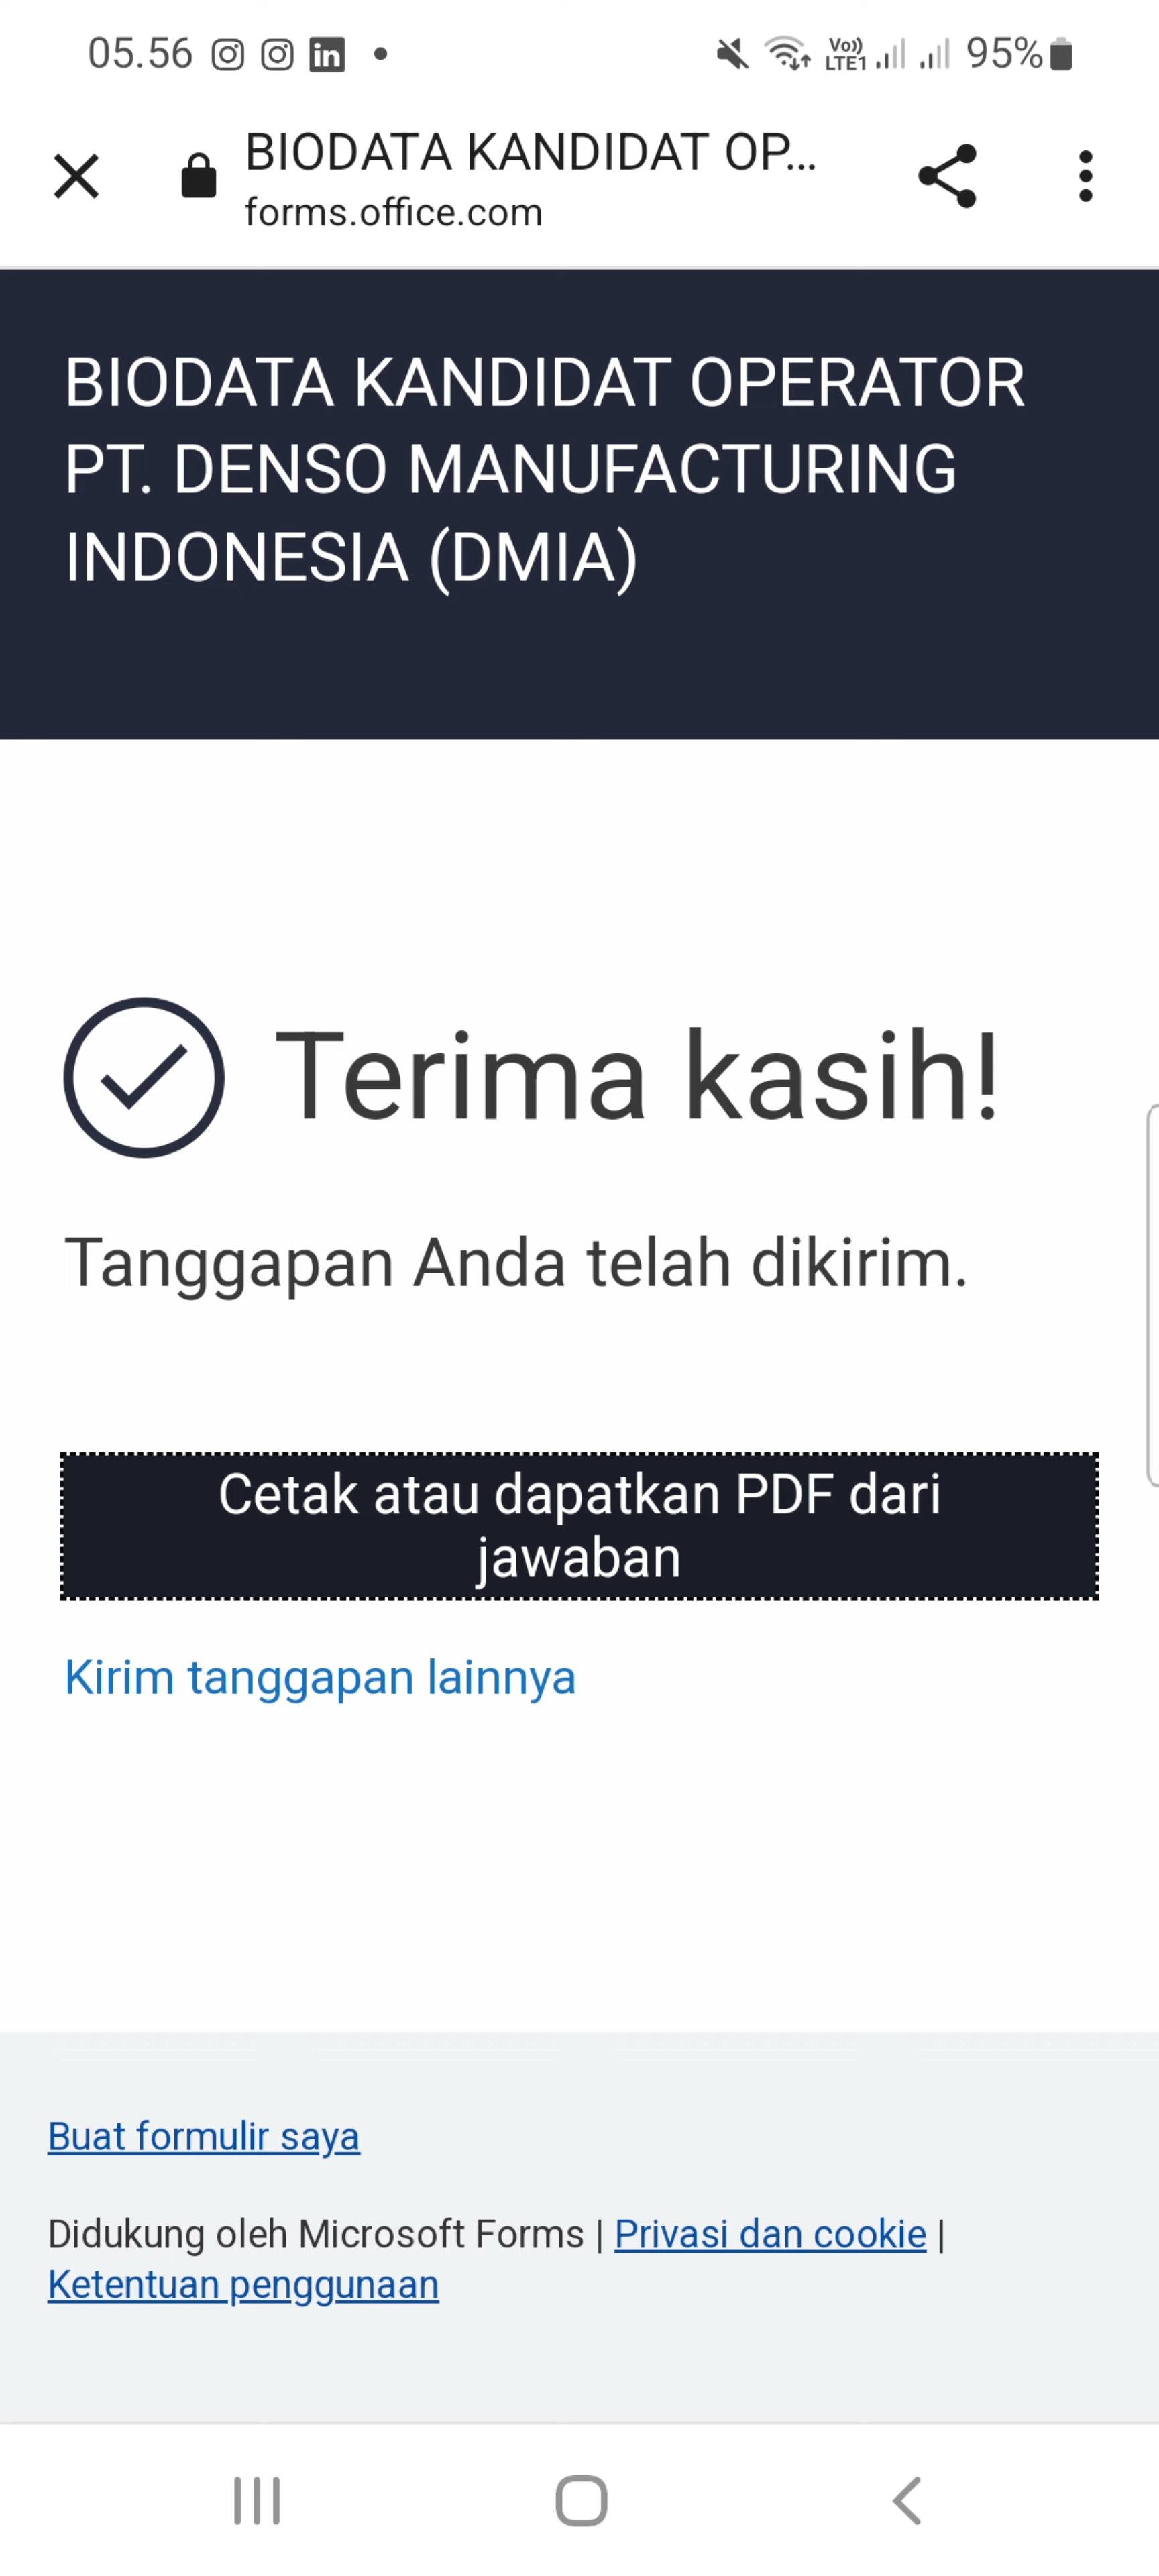 05.56
Vo))
LTE1
95%
BIODATA KANDIDAT OP...
forms.office.com
BIODATA KANDIDAT OPERATOR
PT. DENSO MANUFACTURING
INDONESIA (DMIA)
Terima kasih!
Tanggapan Anda telah dikirim.
Cetak atau dapatkan PDF dari
jawaban
Kirim tanggapan lainnya
Buat formulir saya
Didukung oleh Microsoft Forms | Privasi dan cookie |
Ketentuan penggunaan